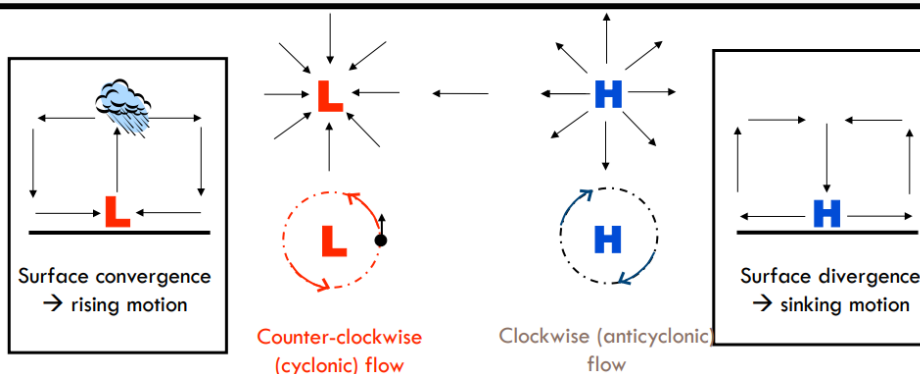 L
H
L
Surface convergence
→ rising motion
L
Counter-clockwise
(cyclonic) flow
H
Clockwise (anticyclonic)
flow
H
Surface divergence
→ sinking motion